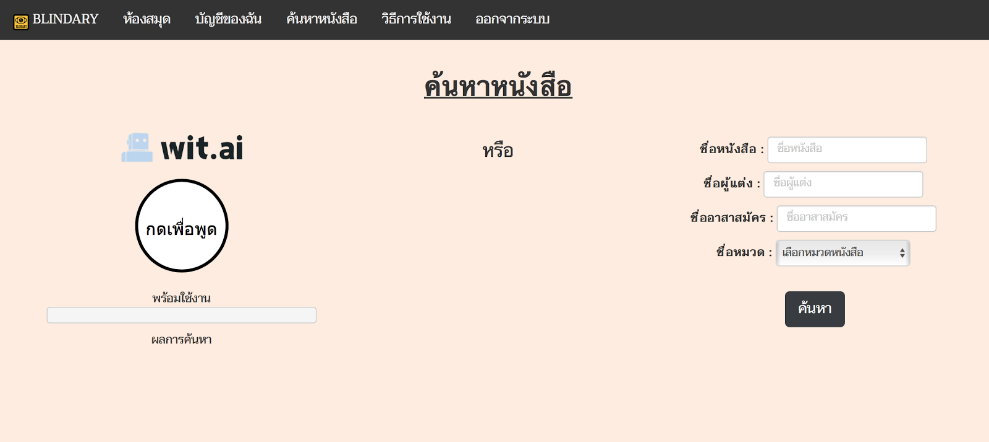 BLINDARY ห้องสมุด บัญชีของฉัน ค้นหาหนังสือ วิธีการใช้งาน ออกจากระบบ
ค้นหาหนังสือ
wit.ai
กดเพื่อพูด
พร้อมใช้งาน
ผลการค้นหา
หรือ
ชื่อหนังสือ : ชื่อหนังสือ
ชื่อผู้แต่ง : ชื่อผู้แต่ง
ชื่ออาสาสมัคร : ชื่ออาสาสมัคร
ชื่อหมวด : เลือกหมวดหนังสือ
ค้นหา